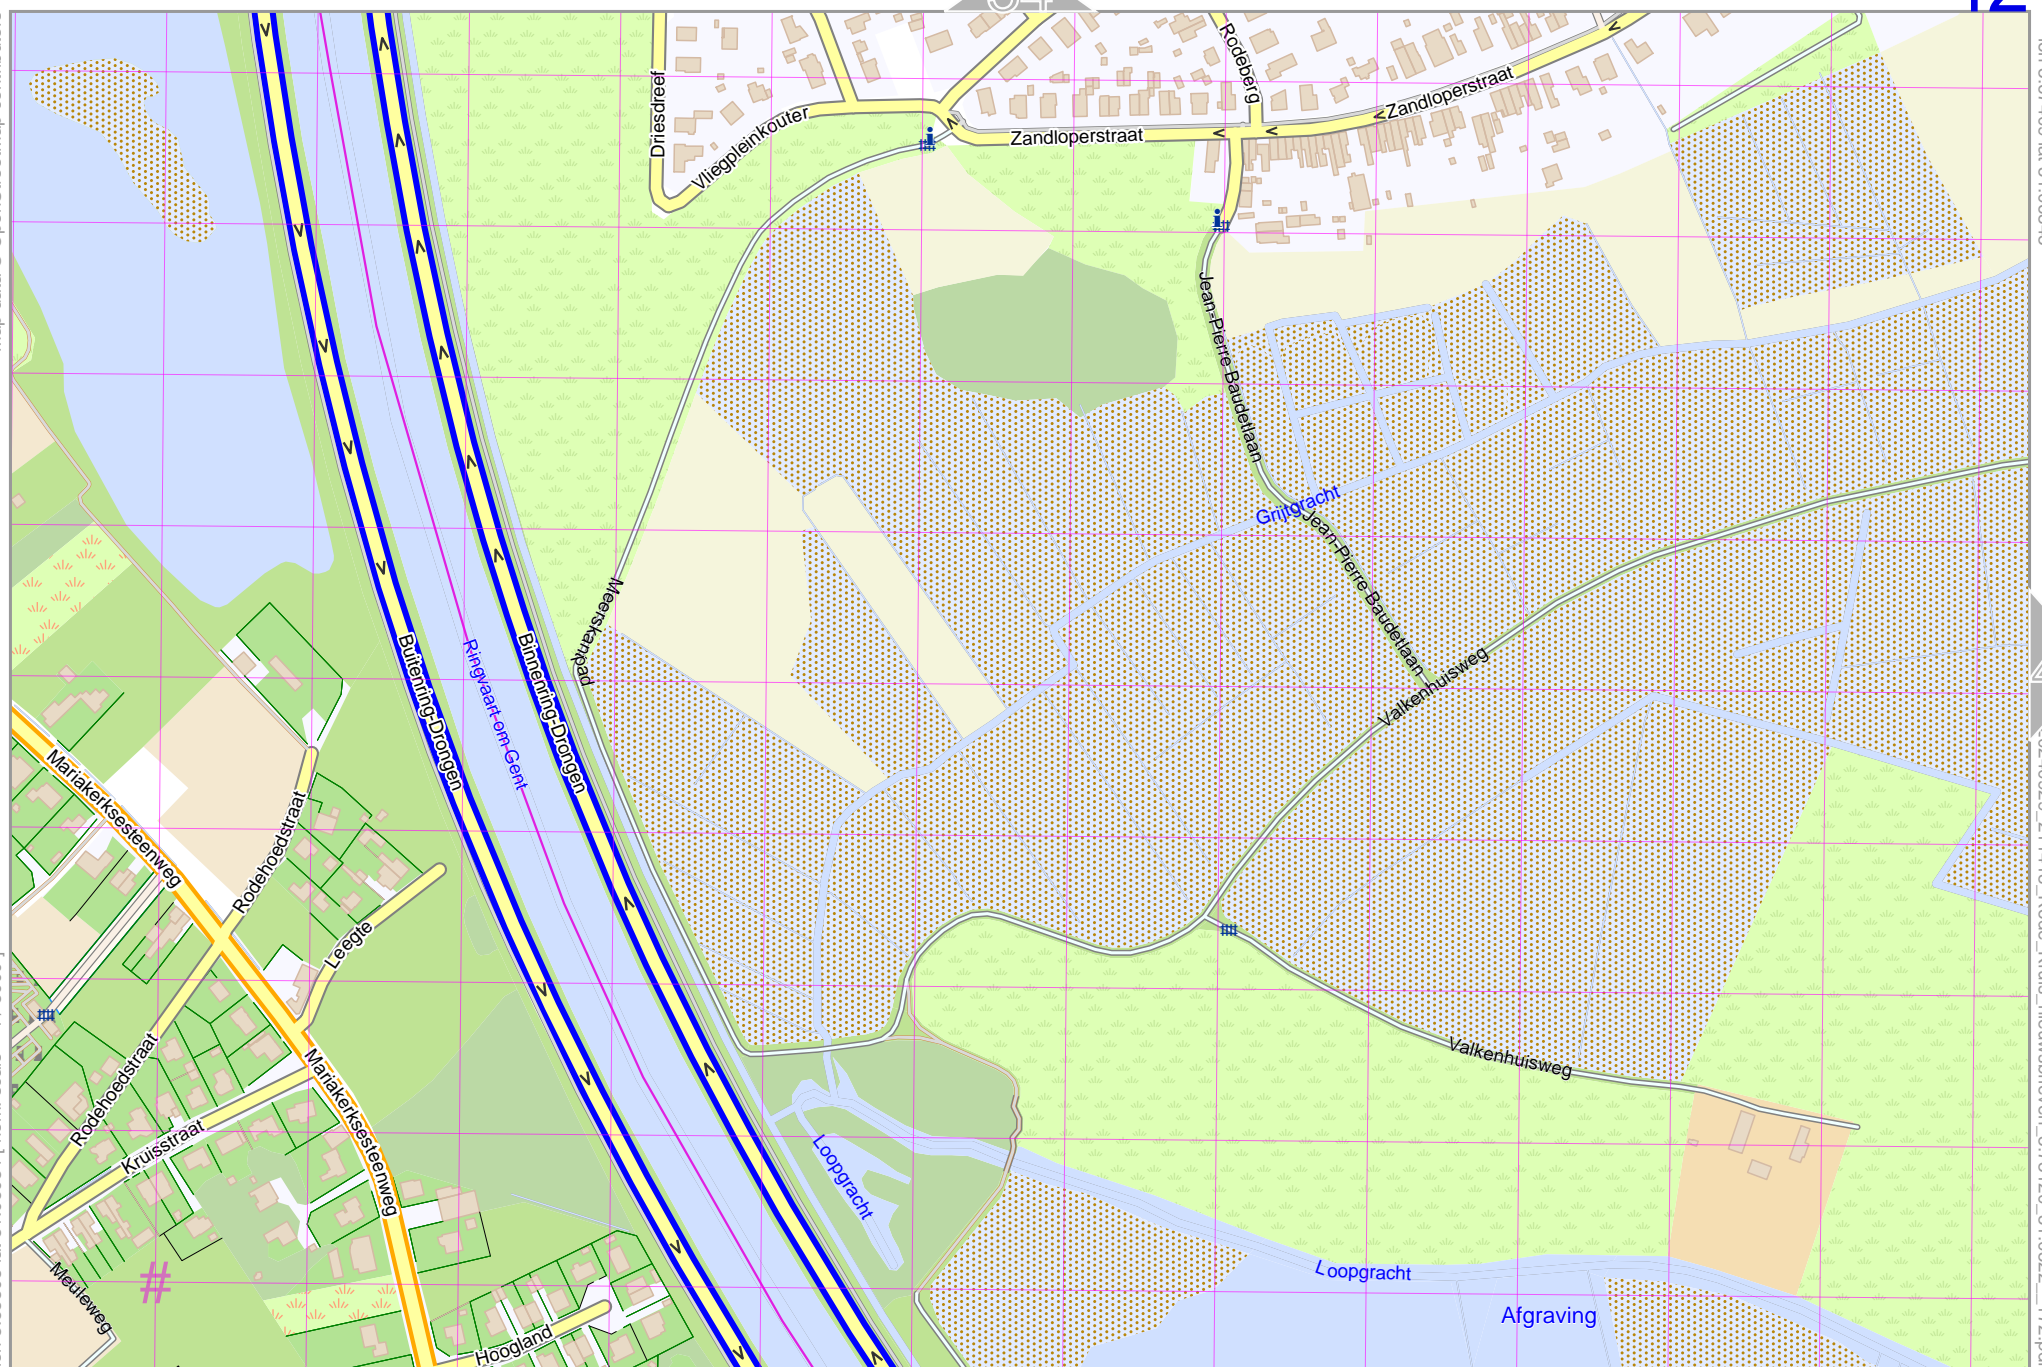 Driesdreef
Vliegpleinkouter
Zandloperstraat
Rodeberg
Zandloperstraat
Jean-Pierre Baudetlaan
Grijtgracht
Jean-Pierre Baudetlaan
Valkenhuisweg
Meerskantpad
Buitenring-Drongen
Ringvaart om Gent
Binnenring-Drongen
Mariakerksesteenweg
Rodehoedstraat
Leegte
Rodehoedstraat
Kruisstraat
Mariakerksesteenweg
Valkenhuisweg
Loopgracht
Loopgracht
Afgraving
Meuleweg
#
Hoogland